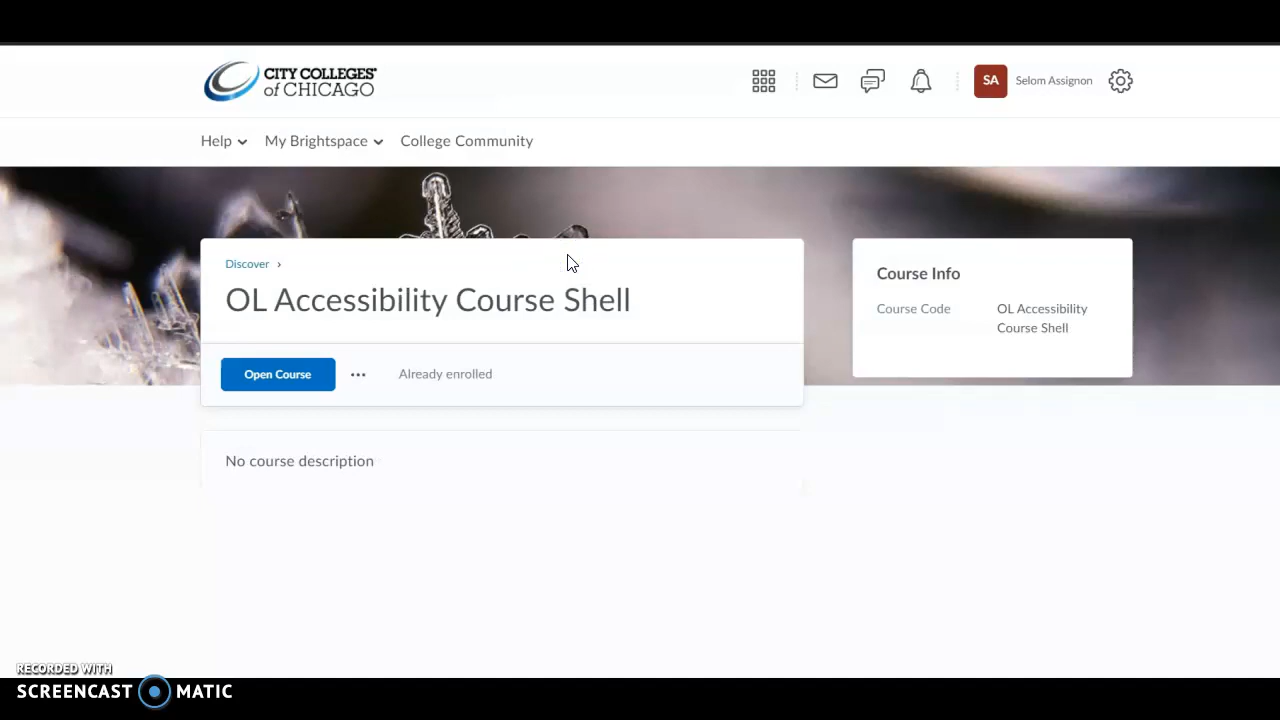 CITY COLLEGES®
of CHICAGO
SA
Selom Assignon
Help
My Brightspace
College Community
Discover ›
OL Accessibility Course Shell
Open Course
Already enrolled
No course description
Course Info
Course Code
OL Accessibility
Course Shell
RECORDED WITH
SCREENCAST MATIC